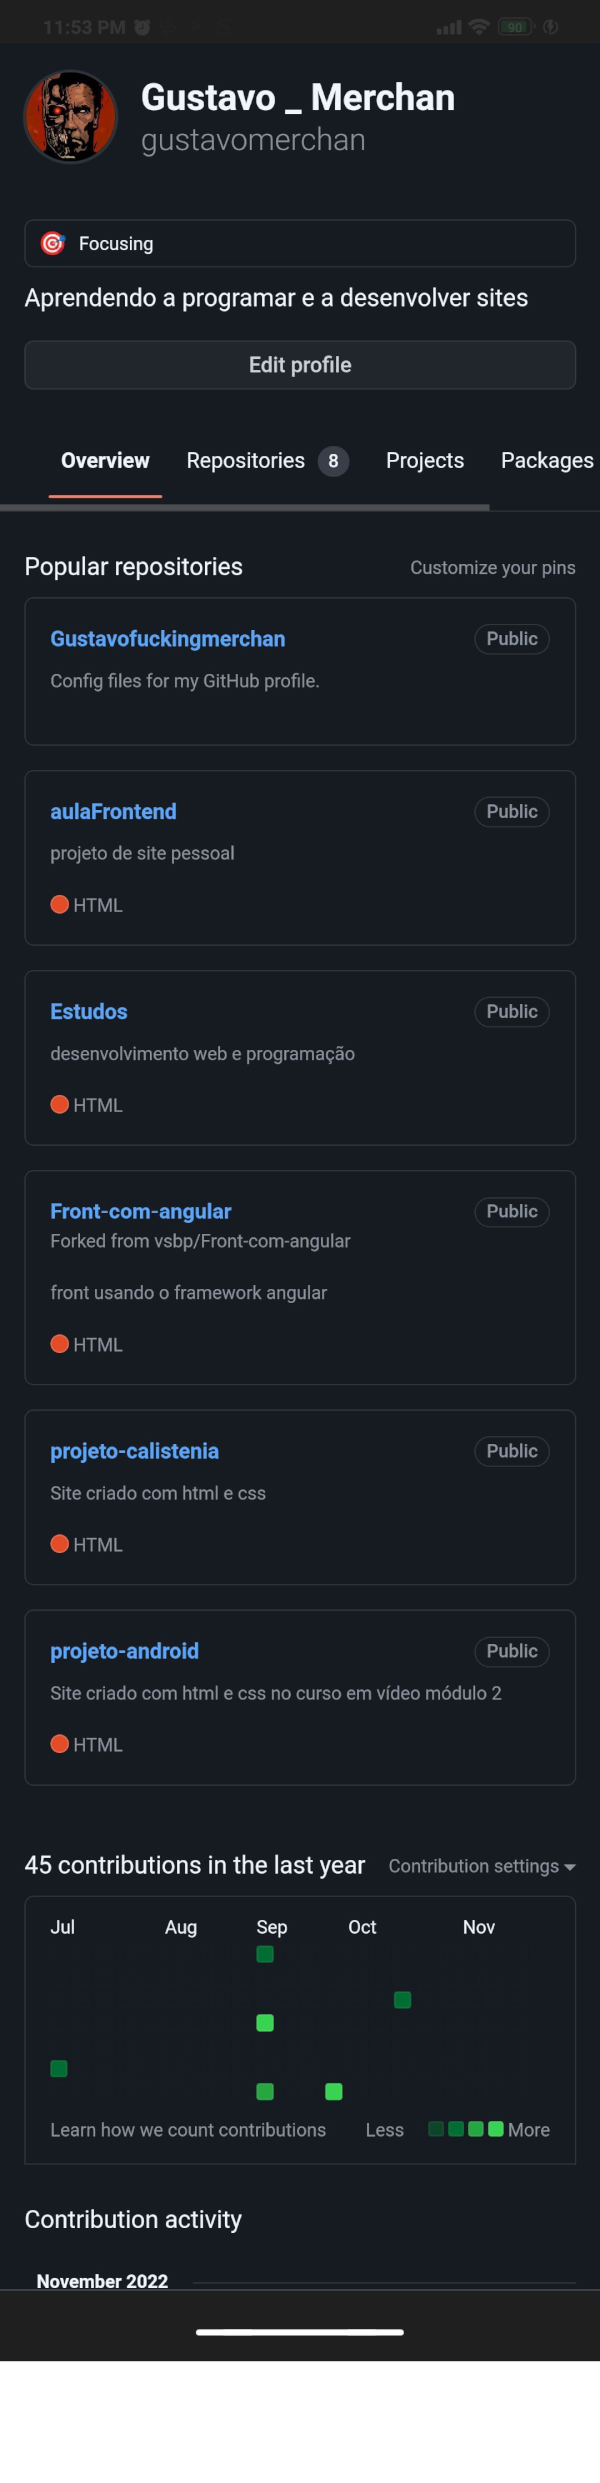 11:53 PM
90
Gustavo _ Merchan
gustavomerchan
Focusing
Aprendendo a programar e a desenvolver sites
Edit profile
Overview Repositories 8 Projects Packages
Popular repositories Customize your pins
Gustavofuckingmerchan Public
Config files for my GitHub profile.
aulaFrontend Public
projeto de site pessoal
HTML
Estudos Public
desenvolvimento web e programação
HTML
Front-com-angular Public
Forked from vsbp/Front-com-angular
front usando o framework angular
HTML
projeto-calistenia Public
Site criado com html e css
HTML
projeto-android Public
Site criado com html e css no curso em vídeo módulo 2
HTML
45 contributions in the last year Contribution settings
Jul Aug Sep Oct Nov
Learn how we count contributions Less More
Contribution activity
November 2022